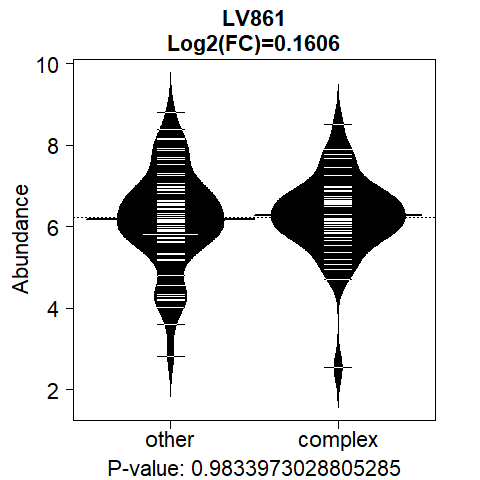 LV861
Log2(FC)=0.1606
10
8
6
4
2
Abundance
other complex
P-value: 0.9833973028805285